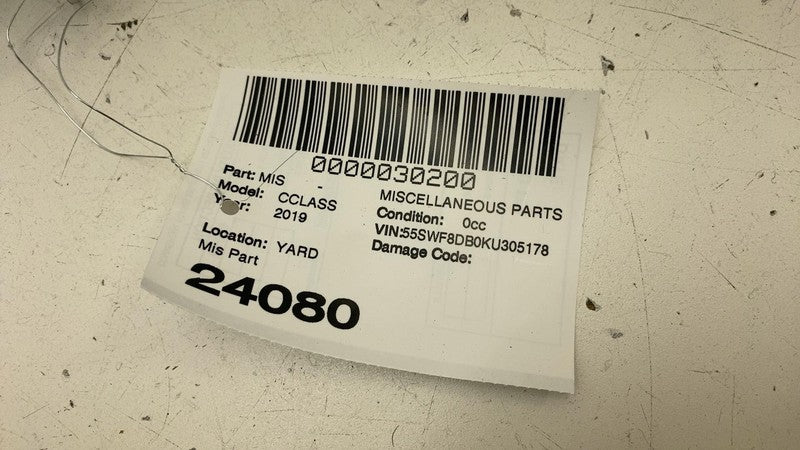 0000030200
Part: MIS - MISCELLANEOUS PARTS
Model: CCLASS Condition: 0cc
Year: 2019 VIN:55SWF8DB0KU305178
Damage Code:
Location: YARD
Mis Part
24080